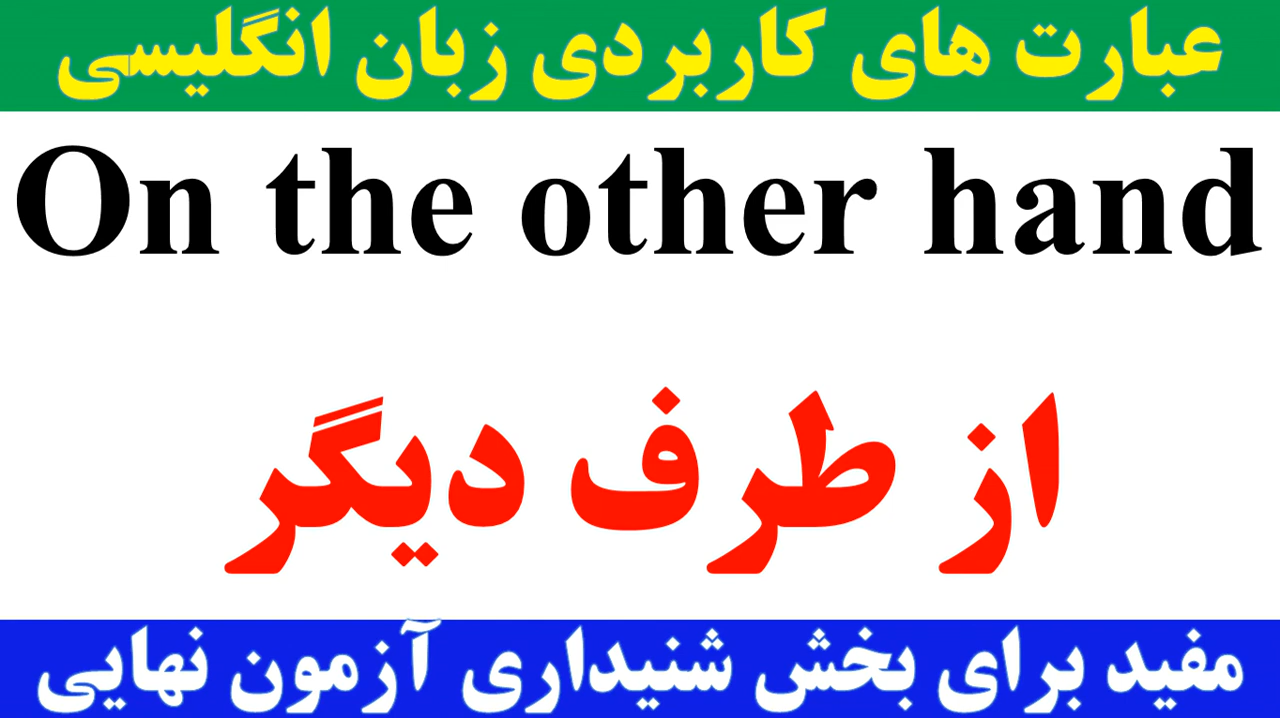 عبارت های کاربردی زبان انگلیسی
On the other hand
از طرف دیگر
مفید برای بخش شنیداری آزمون نهایی